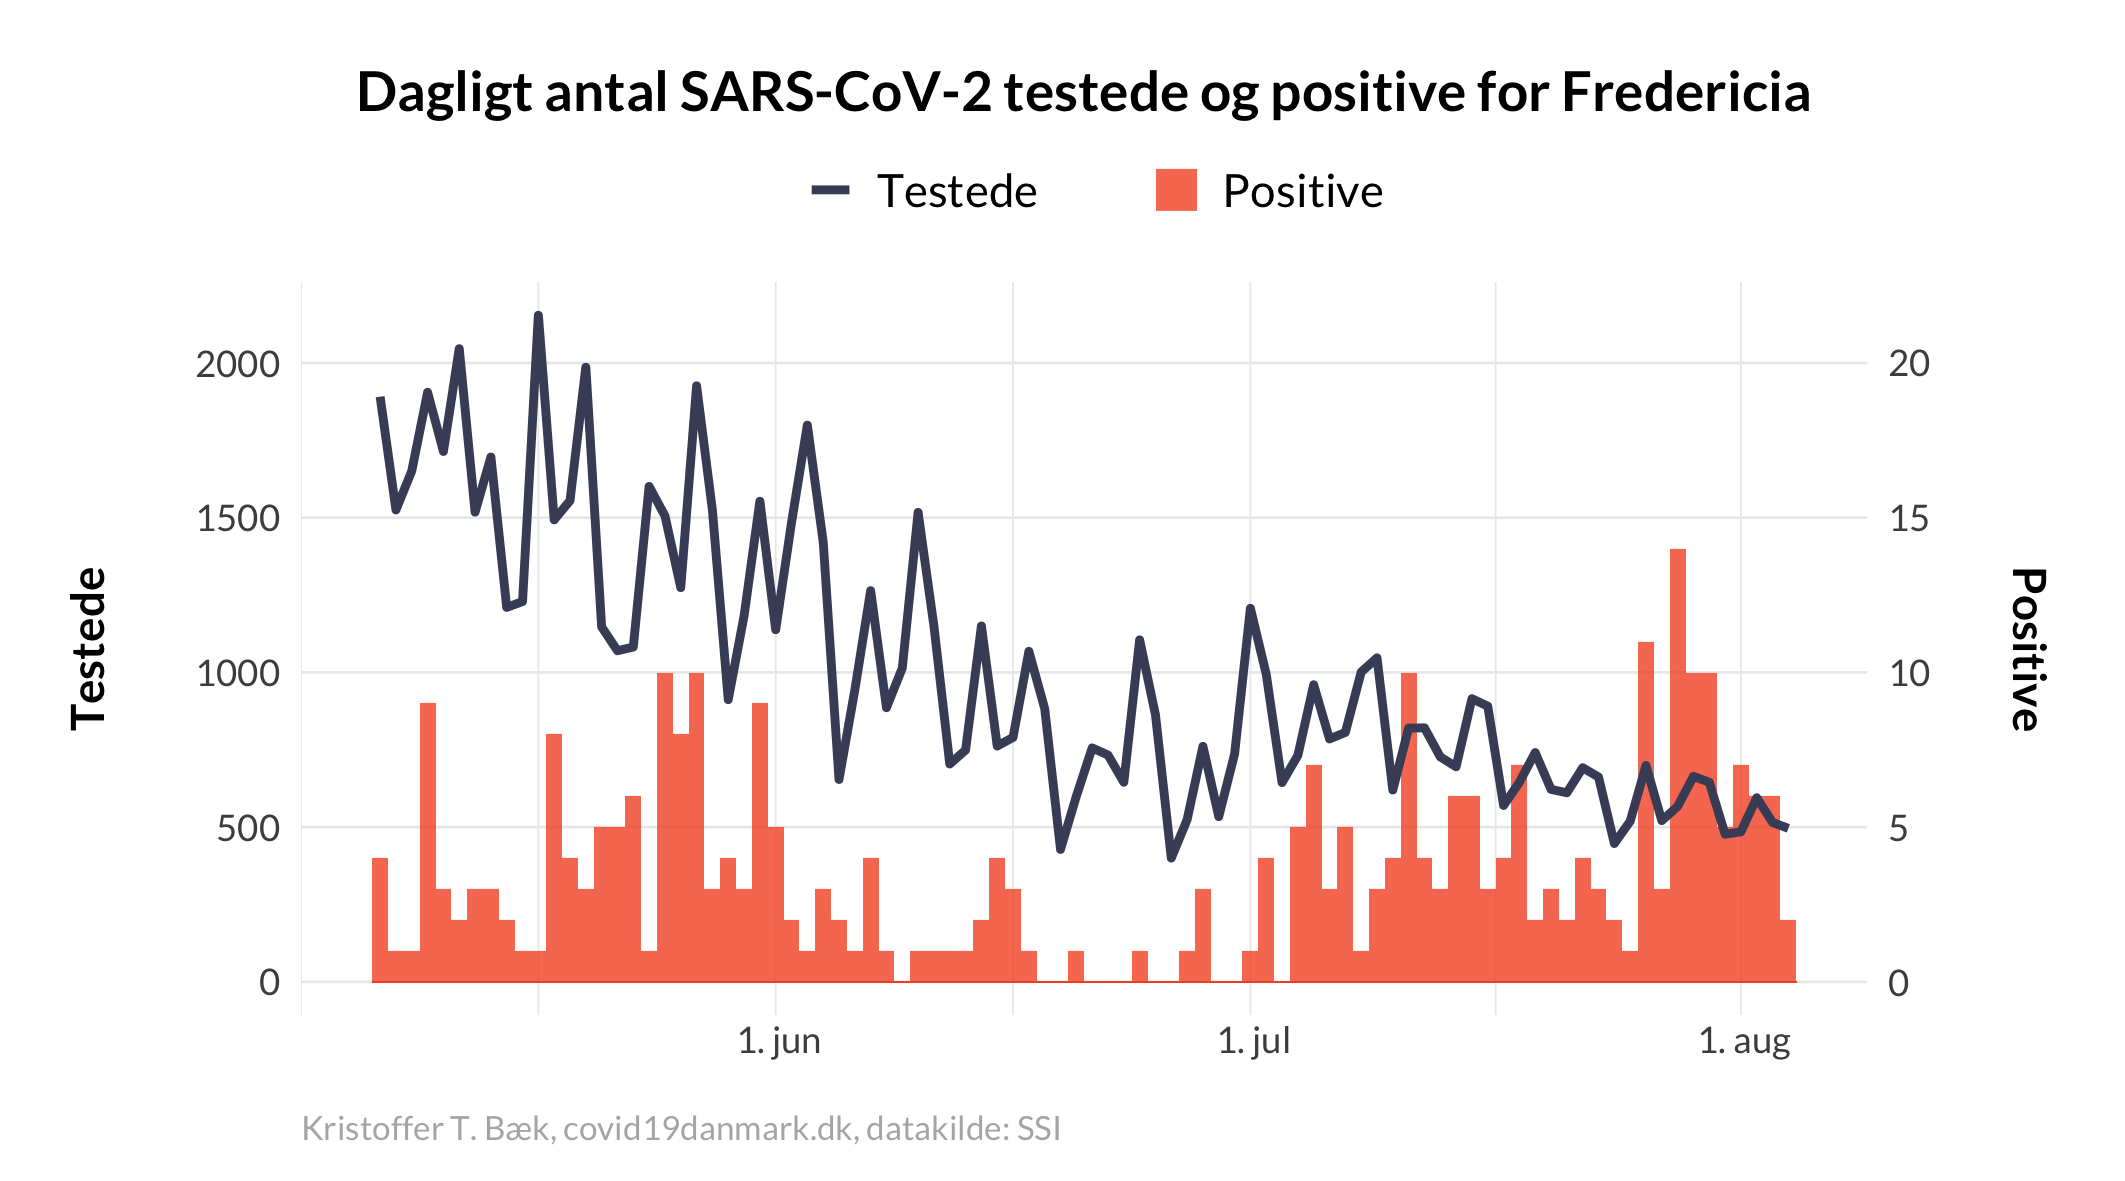 Dagligt antal SARS-CoV-2 testede og positive for Fredericia
Testede Positive
2000 20
1500 15
1000 10
500 5
0 0
Testede
Positive
1. jun 1. jul 1. aug
Kristoffer T. Bæk, covid19danmark.dk, datakilde: SSI